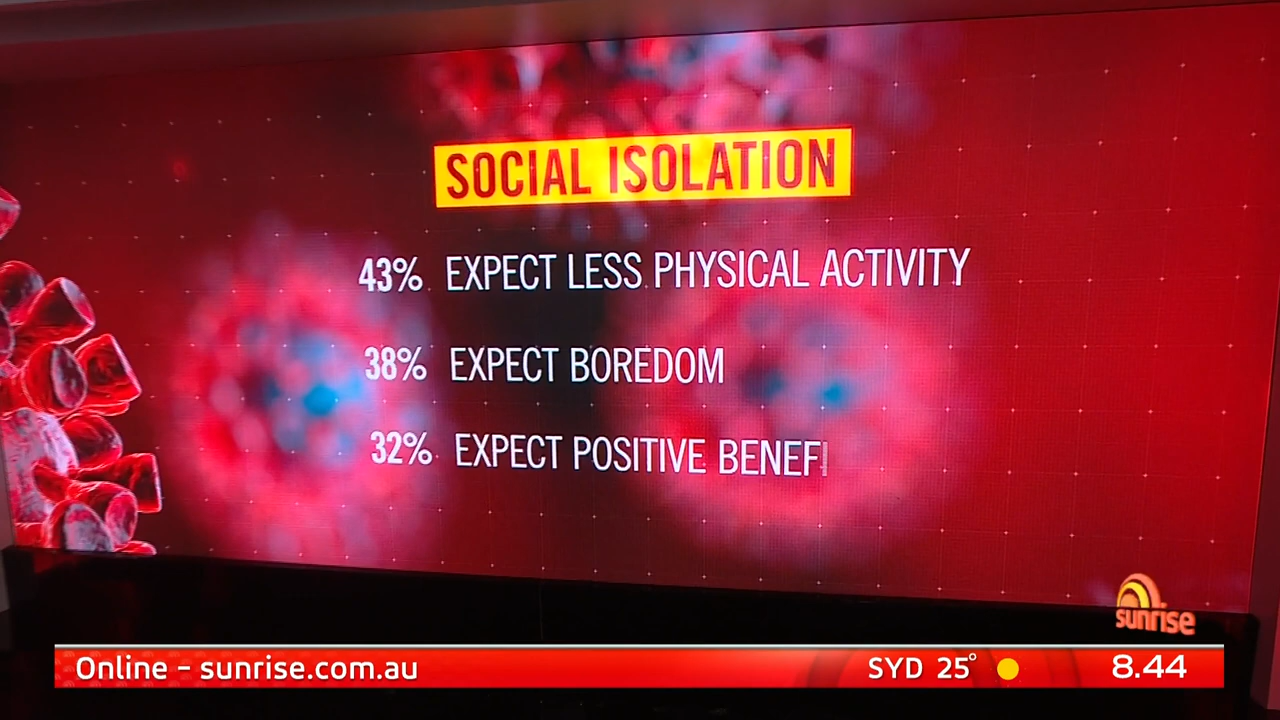 SOCIAL ISOLATION
43% EXPECT LESS PHYSICAL ACTIVITY
38% EXPECT BOREDOM
32% EXPECT POSITIVE BENEF
sunrise
Online - sunrise.com.au SYD 25° 8.44